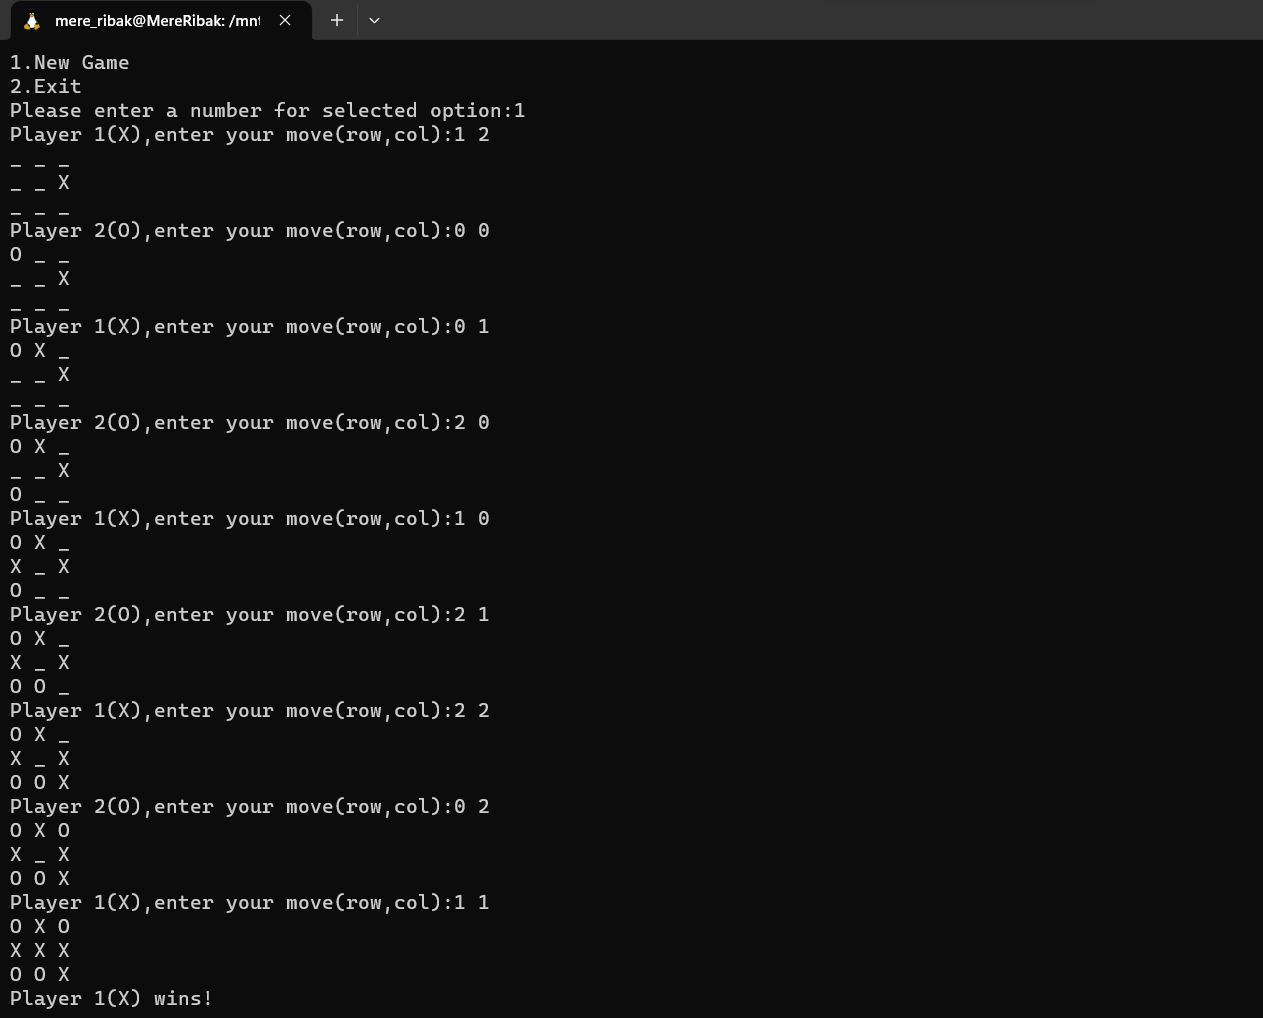 mere_ribak@MereRibak: /mnt
1.New Game
2.Exit
Please enter a number for selected option:1
Player 1(X),enter your move(row,col):1 2
_ _ _
_ _ X
_ _ _
Player 2(O),enter your move(row,col):0 0
O _ _
_ _ X
_ _ _
Player 1(X),enter your move(row,col):0 1
O X _
_ _ X
_ _ _
Player 2(O),enter your move(row,col):2 0
O X _
_ _ X
O _ _
Player 1(X),enter your move(row,col):1 0
O X _
X _ X
O _ _
Player 2(O),enter your move(row,col):2 1
O X _
X _ X
O O _
Player 1(X),enter your move(row,col):2 2
O X _
X _ X
O O X
Player 2(O),enter your move(row,col):0 2
O X O
X _ X
O O X
Player 1(X),enter your move(row,col):1 1
O X O
X X X
O O X
Player 1(X) wins!